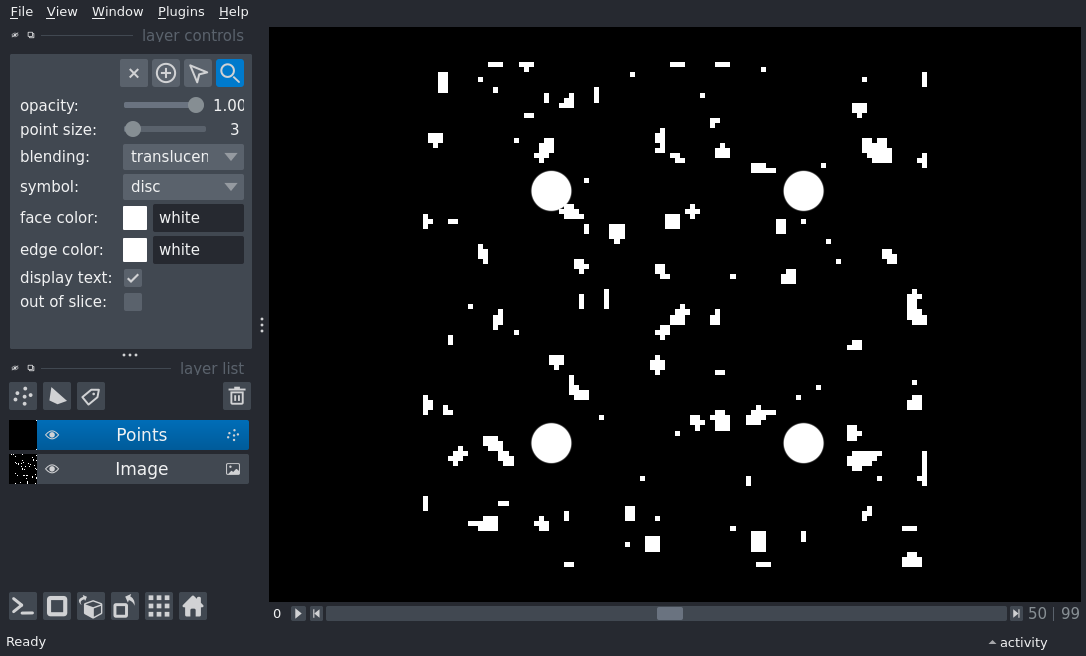 File View Window Plugins Help
layer controls
opacity: 1.00
point size: 3
blending: translucen
symbol: disc
face color: white
edge color: white
display text:
out of slice:
layer list
Points
Image
0 50 | 99
Ready activity